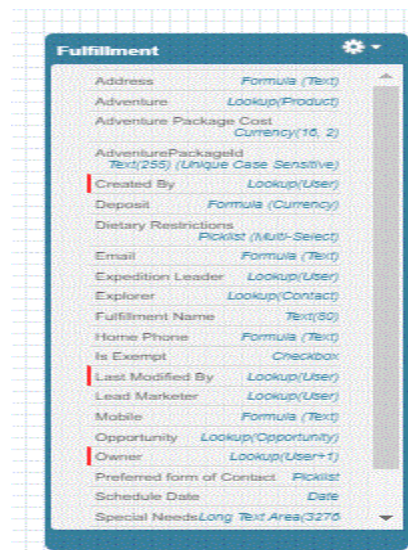 Fulfillment
Address Formula (Text)
Adventure Lookup(Product)
Adventure Package Cost
Currency(16, 2)
AdventurePackageId
Text(255) (Unique Case Sensitive)
Created By Lookup(User)
Deposit Formula (Currency)
Dietary Restrictions
Picklist (Multi-Select)
Email Formula (Text)
Expedition Leader Lookup(User)
Explorer Lookup(Contact)
Fulfillment Name Text(80)
Home Phone Formula (Text)
Is Exempt Checkbox
Last Modified By Lookup(User)
Lead Marketer Lookup(User)
Mobile Formula (Text)
Opportunity Lookup(Opportunity)
Owner Lookup(User+1)
Preferred form of Contact Picklist
Schedule Date Date
Special Needs Long Text Area(3276